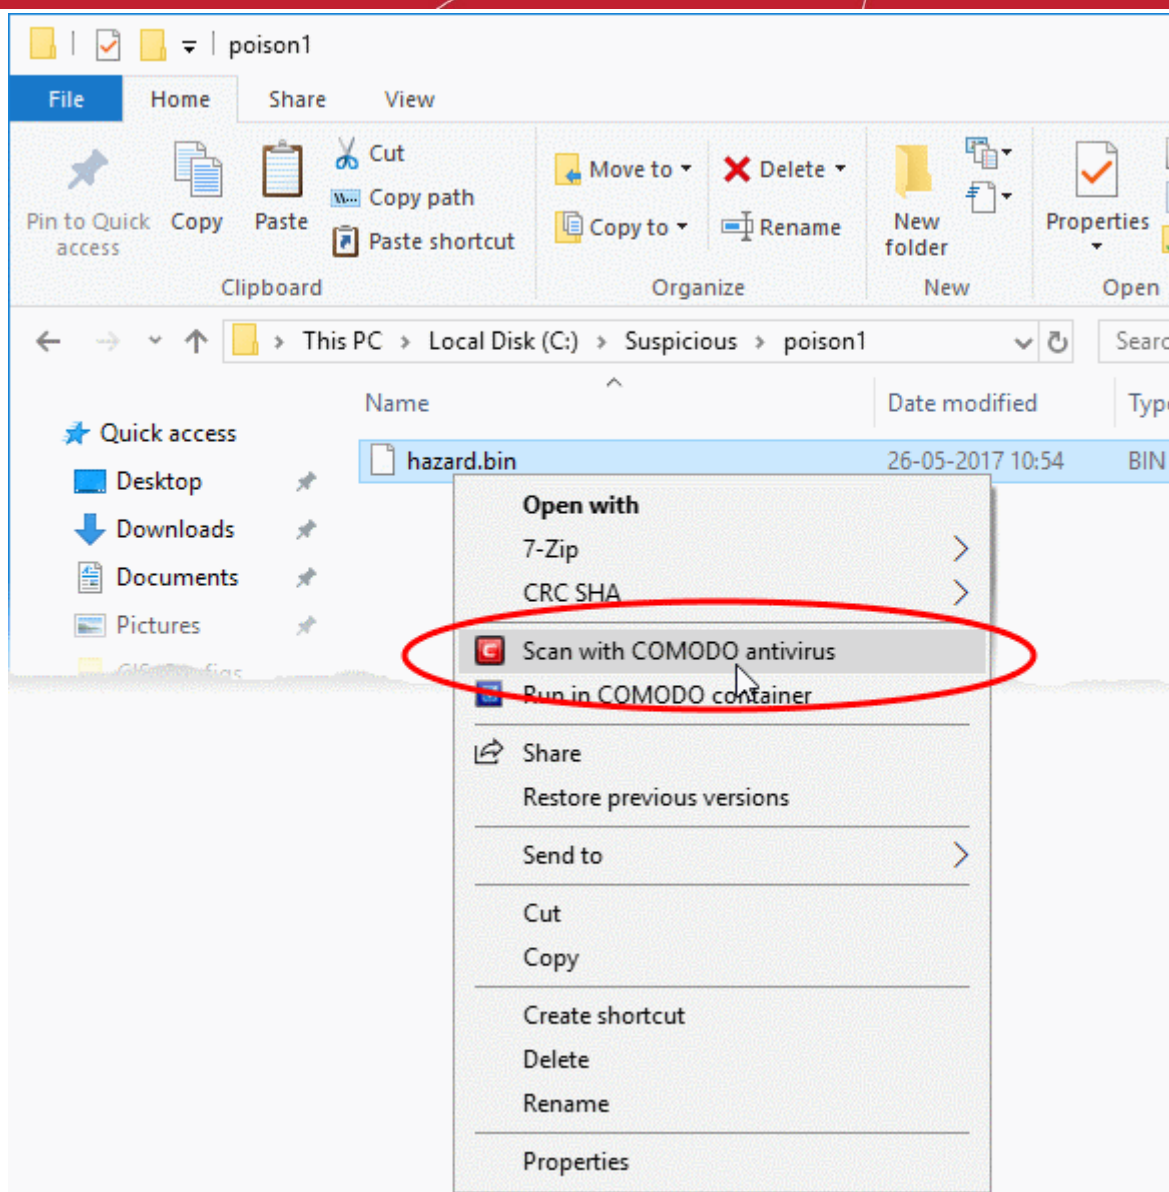 poison1
File Home Share View
Pin to Quick access
Copy
Paste
Cut
Copy path
Paste shortcut
Move to
Copy to
Delete
Rename
New folder
Properties
Clipboard Organize New Open
This PC > Local Disk (C:) > Suspicious > poison1
Searc
Name Date modified Type
Quick access
Desktop
Downloads
Documents
Pictures
hazard.bin 26-05-2017 10:54 BIN
Open with
7-Zip
CRC SHA
Scan with COMODO antivirus
Run in COMODO container
Share
Restore previous versions
Send to
Cut
Copy
Create shortcut
Delete
Rename
Properties